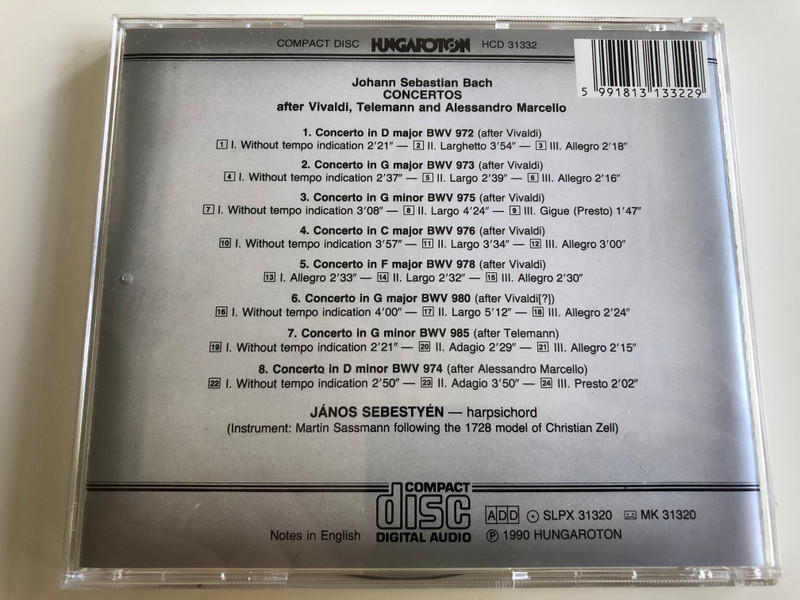 COMPACT DISC HUNGAROTON HCD 31332
5 991813 133229
Johann Sebastian Bach
CONCERTOS
after Vivaldi, Telemann and Alessandro Marcello
1. Concerto in D major BWV 972 (after Vivaldi)
1 I. Without tempo indication 2'21" — 2 II. Larghetto 3'54" — 3 III. Allegro 2'18"
2. Concerto in G major BWV 973 (after Vivaldi)
4 I. Without tempo indication 2'37" — 5 II. Largo 2'39" — 6 III. Allegro 2'16"
3. Concerto in G minor BWV 975 (after Vivaldi)
7 I. Without tempo indication 3'08" — 8 II. Largo 4'24" — 9 III. Gigue (Presto) 1'47"
4. Concerto in C major BWV 976 (after Vivaldi)
10 I. Without tempo indication 3'57" — 11 II. Largo 3'34" — 12 III. Allegro 3'00"
5. Concerto in F major BWV 978 (after Vivaldi)
13 I. Allegro 2'33" — 14 II. Largo 2'32" — 15 III. Allegro 2'30"
6. Concerto in G major BWV 980 (after Vivaldi[?])
16 I. Without tempo indication 4'00" — 17 II. Largo 5'12" — 18 III. Allegro 2'24"
7. Concerto in G minor BWV 985 (after Telemann)
19 I. Without tempo indication 2'21" — 20 II. Adagio 2'29" — 21 III. Allegro 2'15"
8. Concerto in D minor BWV 974 (after Alessandro Marcello)
22 I. Without tempo indication 2'50" — 23 II. Adagio 3'50" — 24 III. Presto 2'02"
JÁNOS SEBESTYÉN — harpsichord
(Instrument: Martin Sassmann following the 1728 model of Christian Zell)
COMPACT
disc
DIGITAL AUDIO
ADD SLPX 31320 MK 31320
Notes in English
℗ 1990 HUNGAROTON